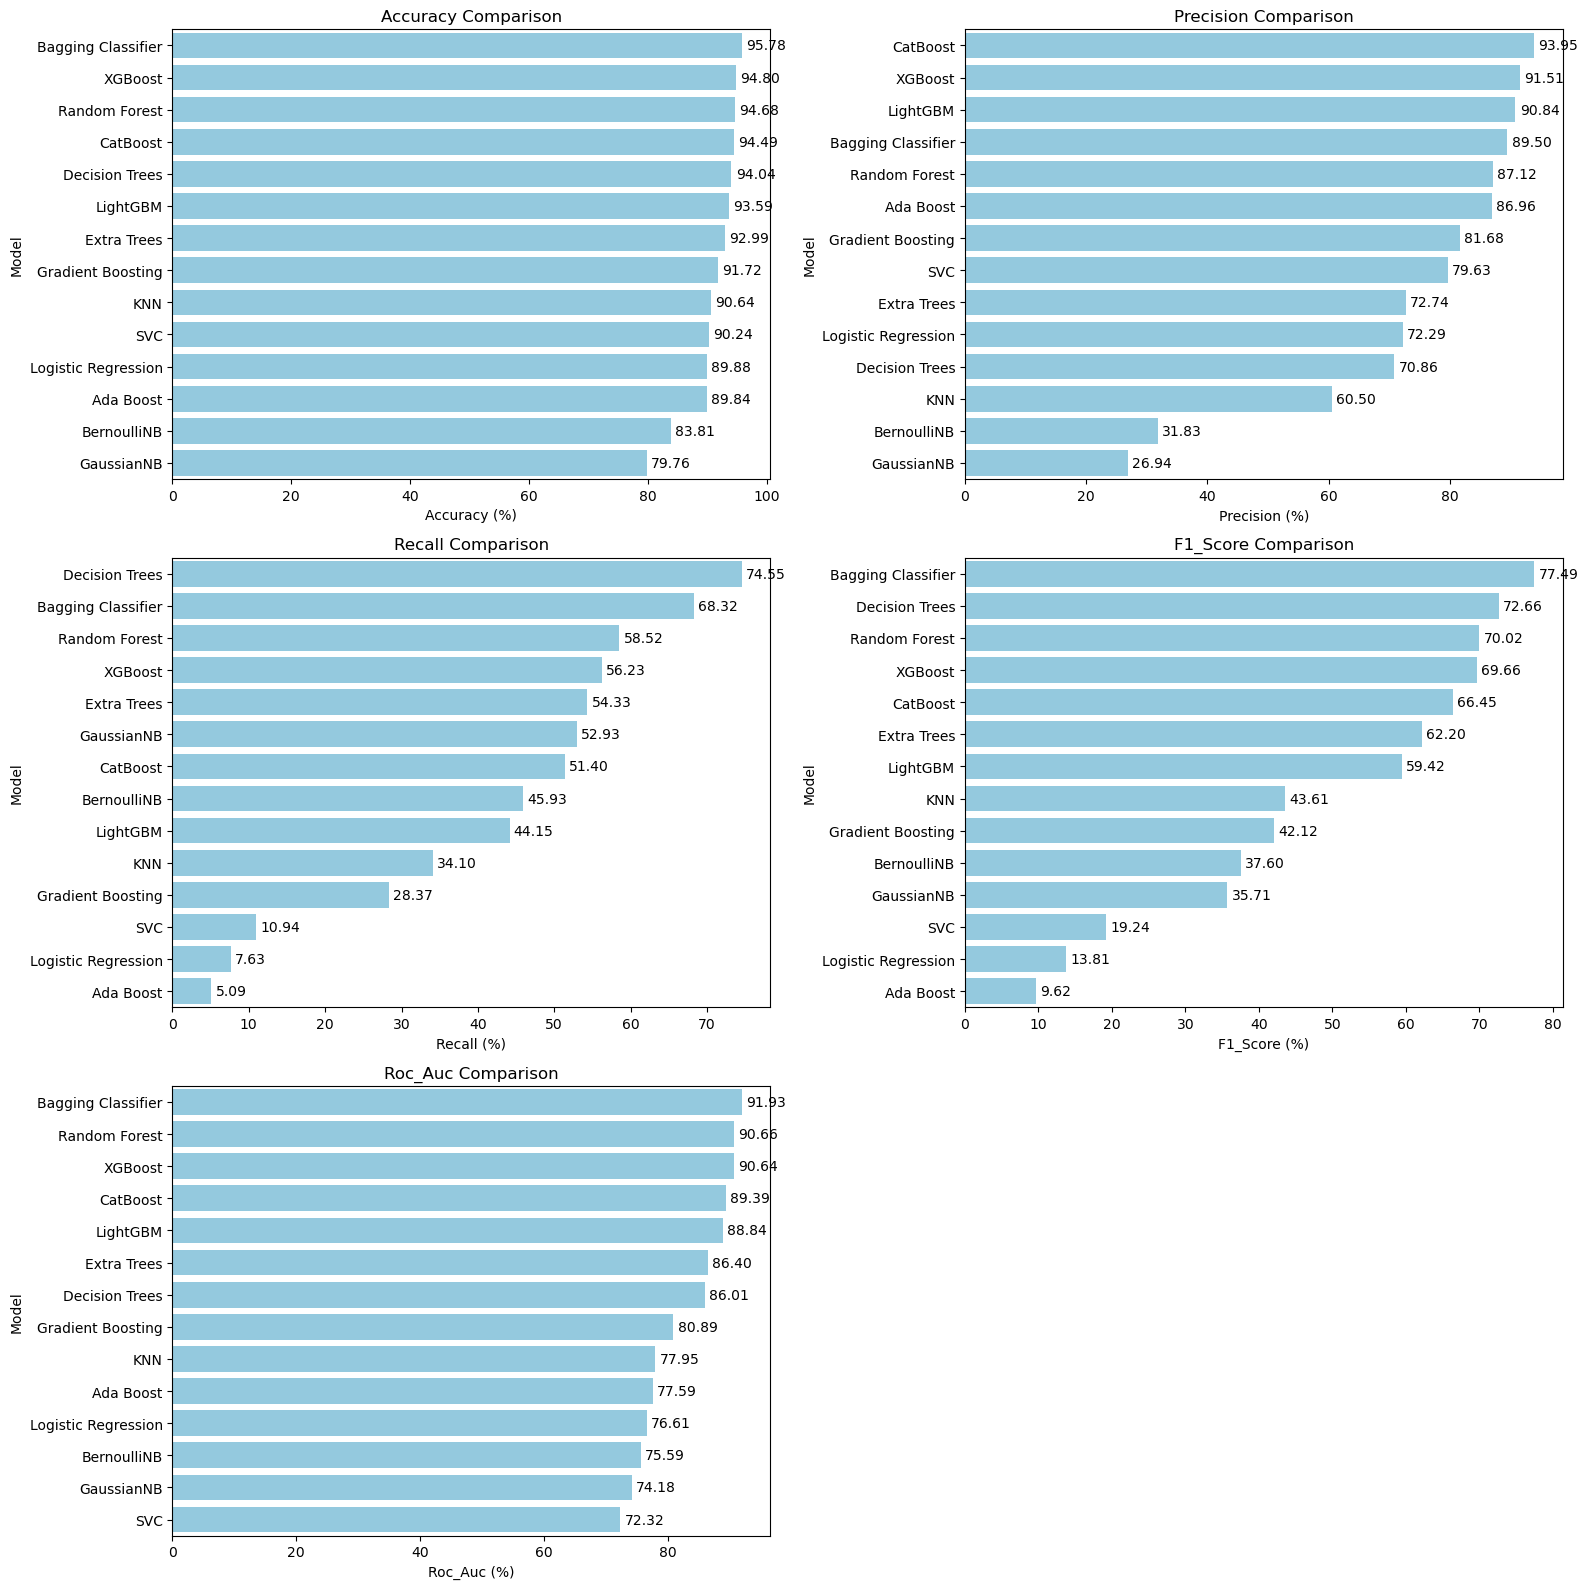 Accuracy Comparison
Model
Bagging Classifier 95.78
XGBoost 94.80
Random Forest 94.68
CatBoost 94.49
Decision Trees 94.04
LightGBM 93.59
Extra Trees 92.99
Gradient Boosting 91.72
KNN 90.64
SVC 90.24
Logistic Regression 89.88
Ada Boost 89.84
BernoulliNB 83.81
GaussianNB 79.76
0 20 40 60 80 100
Accuracy (%)
Precision Comparison
Model
CatBoost 93.95
XGBoost 91.51
LightGBM 90.84
Bagging Classifier 89.50
Random Forest 87.12
Ada Boost 86.96
Gradient Boosting 81.68
SVC 79.63
Extra Trees 72.74
Logistic Regression 72.29
Decision Trees 70.86
KNN 60.50
BernoulliNB 31.83
GaussianNB 26.94
0 20 40 60 80
Precision (%)
Recall Comparison
Model
Decision Trees 74.55
Bagging Classifier 68.32
Random Forest 58.52
XGBoost 56.23
Extra Trees 54.33
GaussianNB 52.93
CatBoost 51.40
BernoulliNB 45.93
LightGBM 44.15
KNN 34.10
Gradient Boosting 28.37
SVC 10.94
Logistic Regression 7.63
Ada Boost 5.09
0 10 20 30 40 50 60 70
Recall (%)
F1_Score Comparison
Model
Bagging Classifier 77.49
Decision Trees 72.66
Random Forest 70.02
XGBoost 69.66
CatBoost 66.45
Extra Trees 62.20
LightGBM 59.42
KNN 43.61
Gradient Boosting 42.12
BernoulliNB 37.60
GaussianNB 35.71
SVC 19.24
Logistic Regression 13.81
Ada Boost 9.62
0 10 20 30 40 50 60 70 80
F1_Score (%)
Roc_Auc Comparison
Model
Bagging Classifier 91.93
Random Forest 90.66
XGBoost 90.64
CatBoost 89.39
LightGBM 88.84
Extra Trees 86.40
Decision Trees 86.01
Gradient Boosting 80.89
KNN 77.95
Ada Boost 77.59
Logistic Regression 76.61
BernoulliNB 75.59
GaussianNB 74.18
SVC 72.32
0 20 40 60 80
Roc_Auc (%)